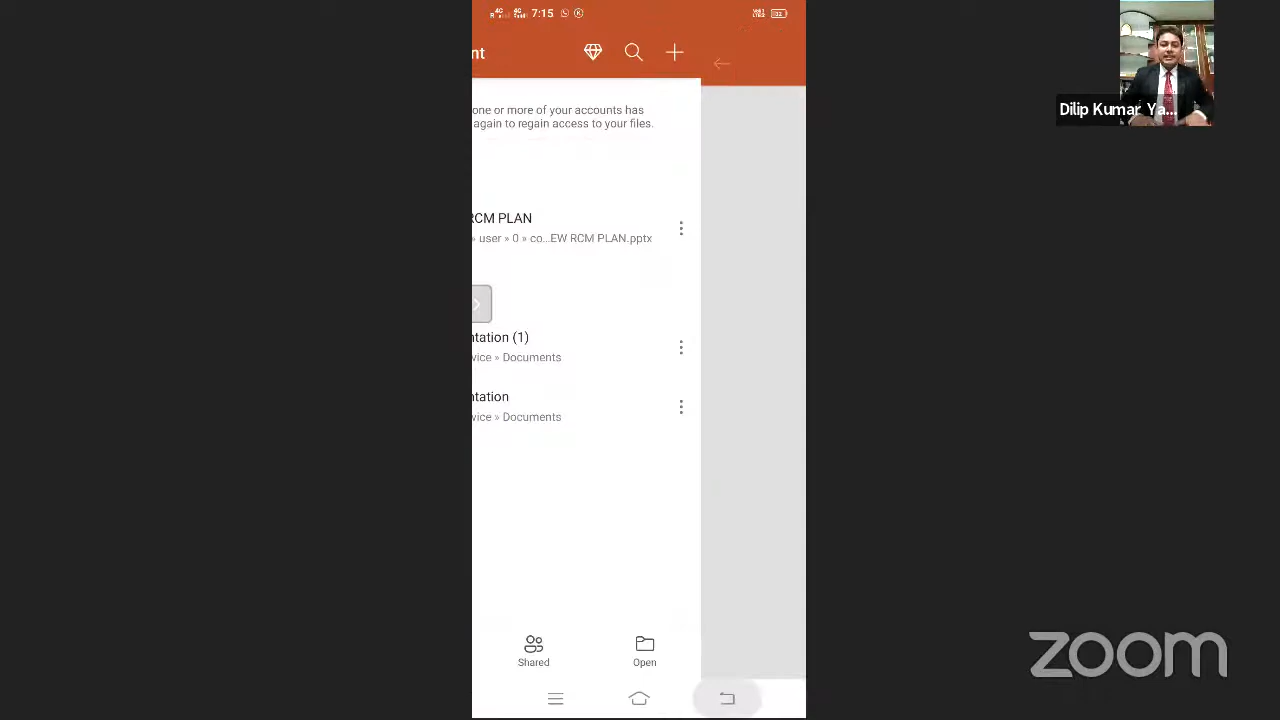 4G 4G 7:15
nt
one or more of your accounts has
again to regain access to your files.
RCM PLAN
» user » 0 » co...EW RCM PLAN.pptx
ntation (1)
vice » Documents
ntation
vice » Documents
Shared
Open
Dilip Kumar Ya...
zoom